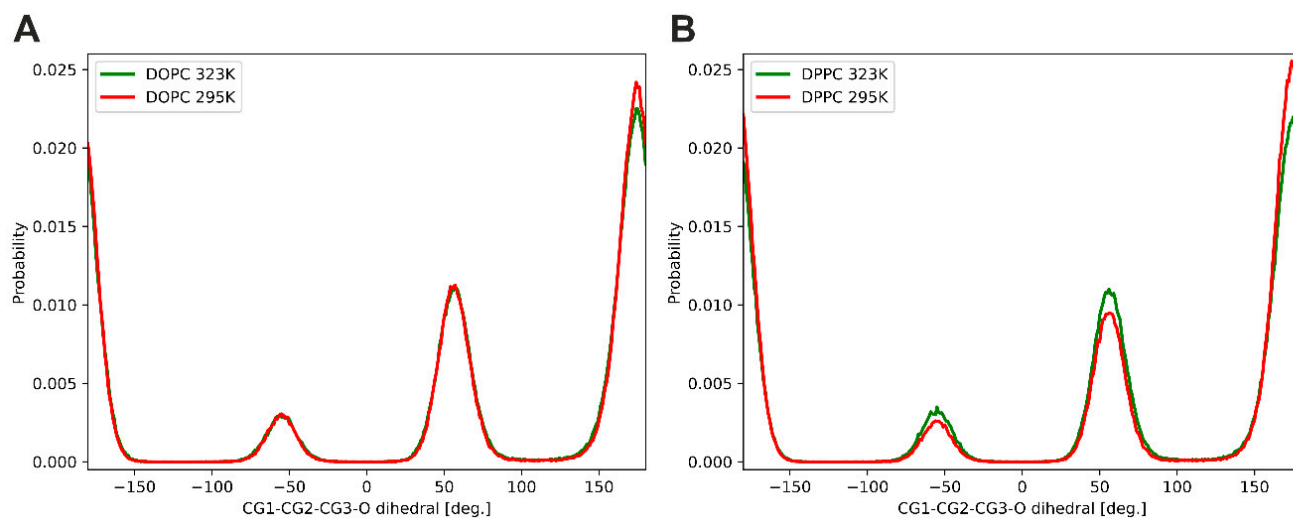 A
B
DOPC 323K
DOPC 295K
DPPC 323K
DPPC 295K
0.025
0.020
0.015
0.010
0.005
0.000
Probability
−150 −100 −50 0 50 100 150
CG1-CG2-CG3-O dihedral [deg.]
0.025
0.020
0.015
0.010
0.005
0.000
Probability
−150 −100 −50 0 50 100 150
CG1-CG2-CG3-O dihedral [deg.]